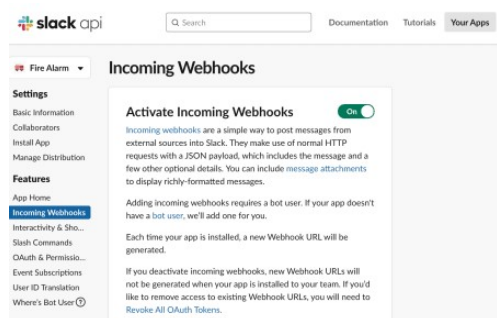 slack api
Search
Documentation
Tutorials
Your Apps
Fire Alarm
Settings
Basic Information
Collaborators
Install App
Manage Distribution
Features
App Home
Incoming Webhooks
Interactivity & Sho...
Slash Commands
OAuth & Permissio...
Event Subscriptions
User ID Translation
Where's Bot User
Incoming Webhooks
Activate Incoming Webhooks
On
Incoming webhooks are a simple way to post messages from
external sources into Slack. They make use of normal HTTP
requests with a JSON payload, which includes the message and a
few other optional details. You can include message attachments
to display richly-formatted messages.
Adding incoming webhooks requires a bot user. If your app doesn't
have a bot user, we'll add one for you.
Each time your app is installed, a new Webhook URL will be
generated.
If you deactivate incoming webhooks, new Webhook URLs will
not be generated when your app is installed to your team. If you'd
like to remove access to existing Webhook URLs, you will need to
Revoke All OAuth Tokens.